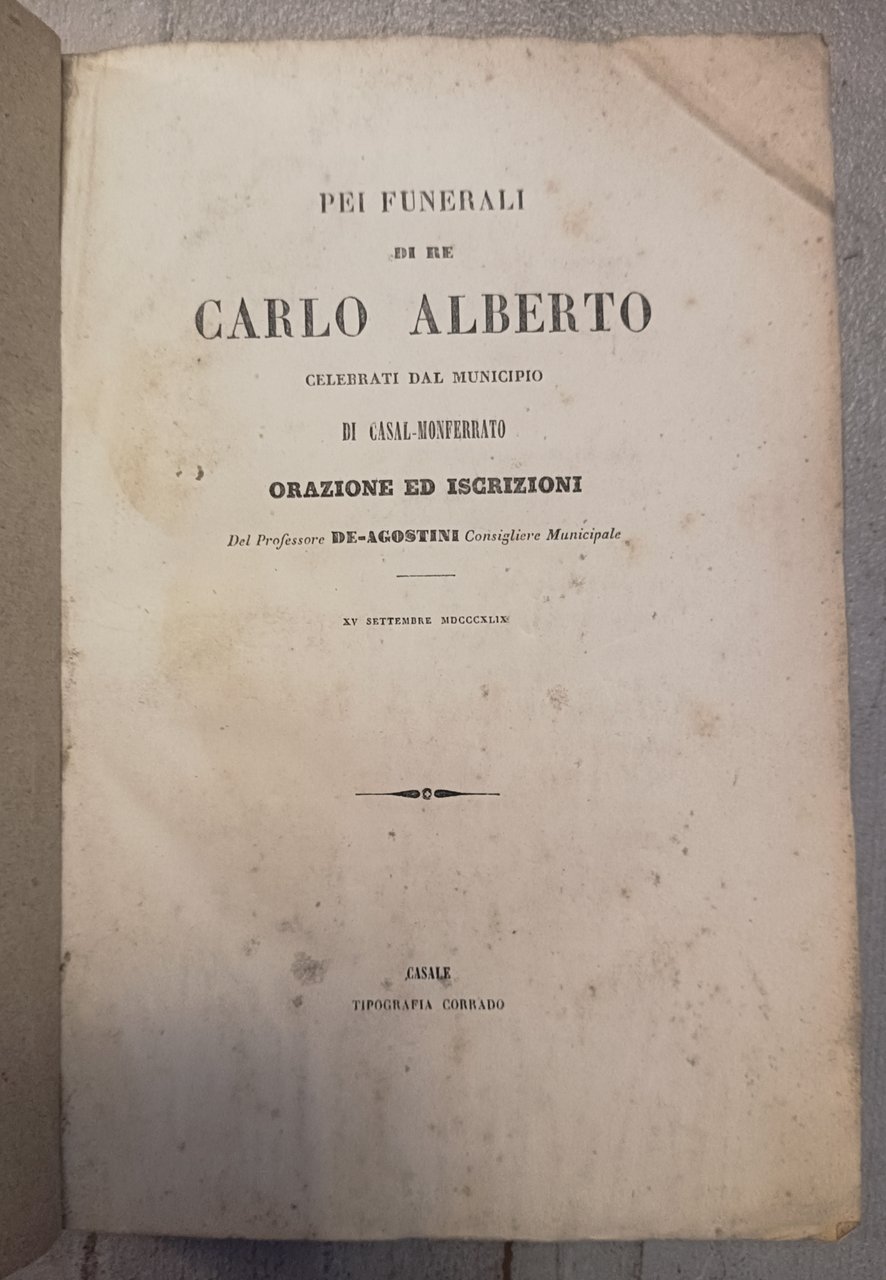 PEI FUNERALI
DI RE
CARLO ALBERTO
CELEBRATI DAL MUNICIPIO
DI CASAL-MONFERRATO
ORAZIONE ED ISCRIZIONI
Del Professore DE-AGOSTINI Consigliere Municipale
XV SETTEMBRE MDCCCXLIX
CASALE
TIPOGRAFIA CORRADO